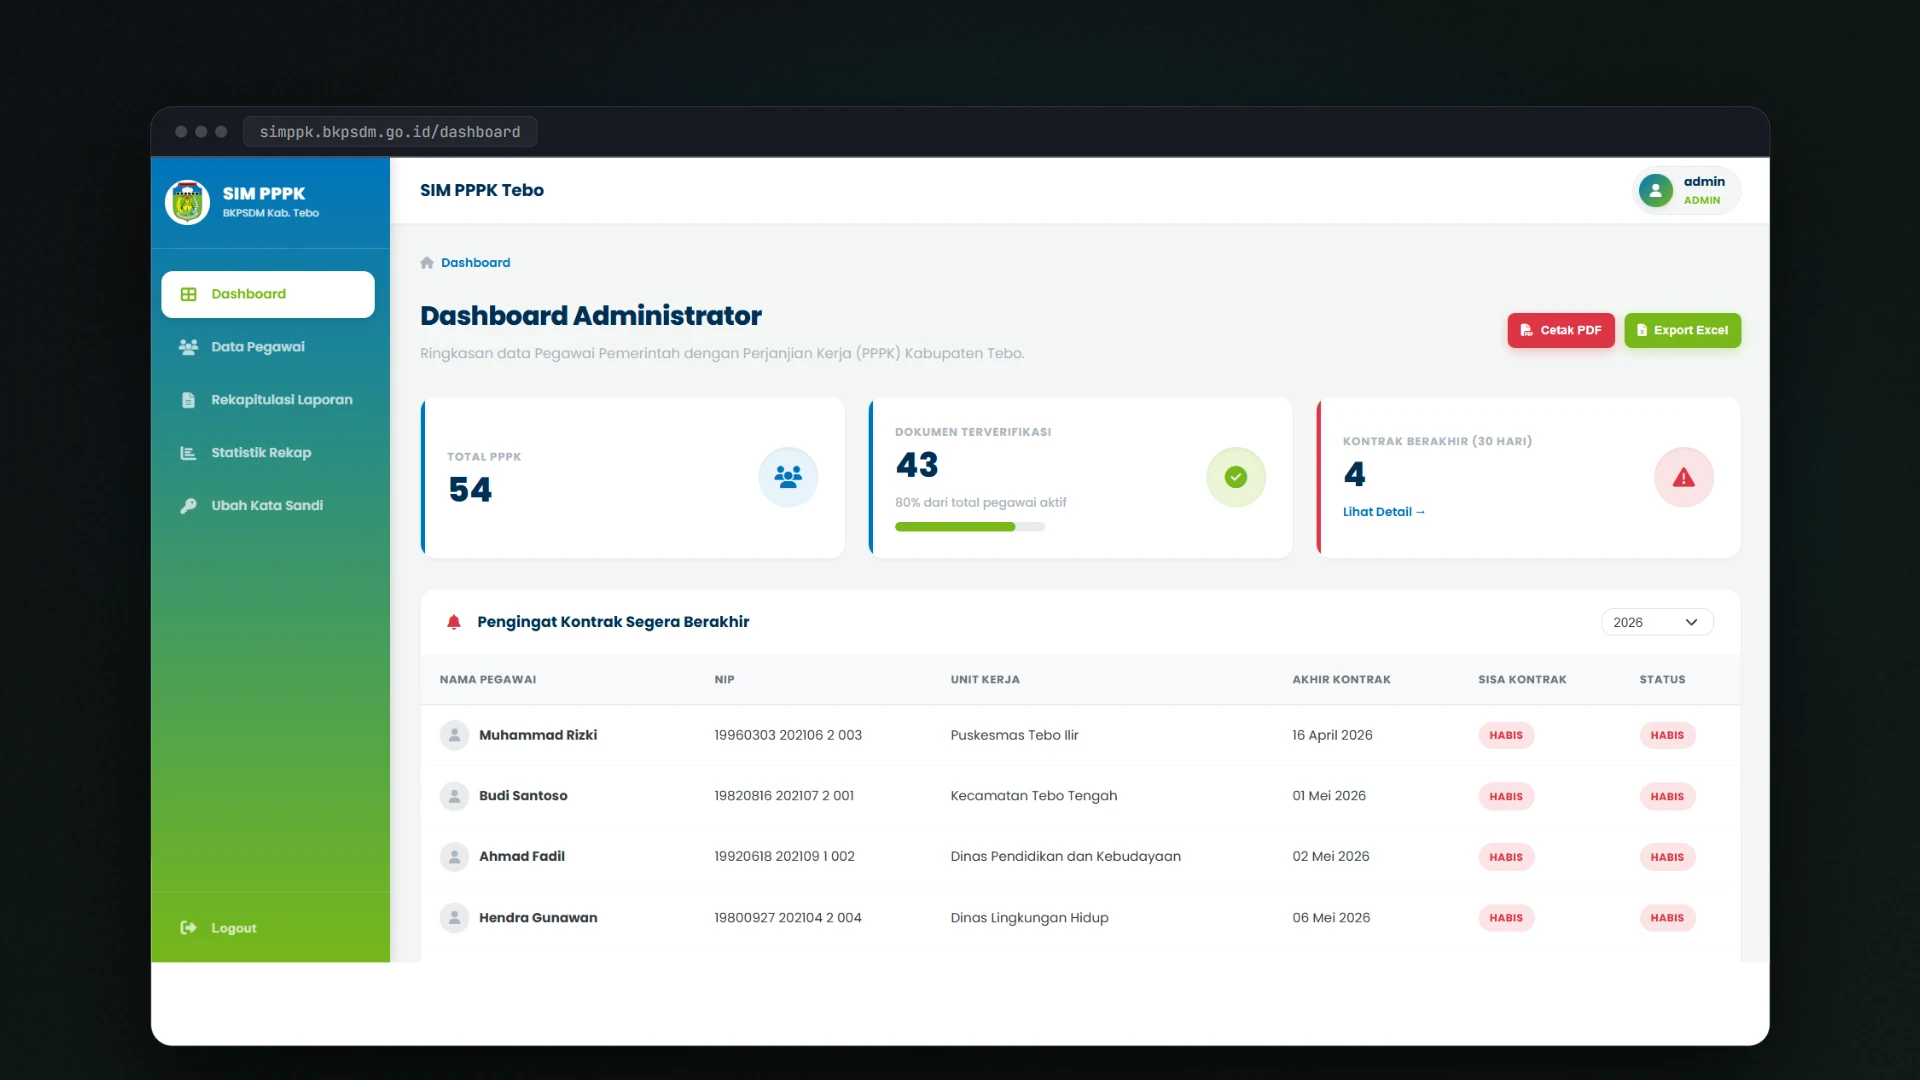 simppk.bkpsdm.go.id/dashboard
SIM PPPK
BKPSDM Kab. Tebo
SIM PPPK Tebo
admin
ADMIN
Dashboard
Data Pegawai
Rekapitulasi Laporan
Statistik Rekap
Ubah Kata Sandi
Logout
Dashboard
Dashboard Administrator
Ringkasan data Pegawai Pemerintah dengan Perjanjian Kerja (PPPK) Kabupaten Tebo.
Cetak PDF
Export Excel
TOTAL PPPK
54
DOKUMEN TERVERIFIKASI
43
80% dari total pegawai aktif
KONTRAK BERAKHIR (30 HARI)
4
Lihat Detail →
Pengingat Kontrak Segera Berakhir
2026
NAMA PEGAWAI NIP UNIT KERJA AKHIR KONTRAK SISA KONTRAK STATUS
Muhammad Rizki 19960303 202106 2 003 Puskesmas Tebo Ilir 16 April 2026 HABIS HABIS
Budi Santoso 19820816 202107 2 001 Kecamatan Tebo Tengah 01 Mei 2026 HABIS HABIS
Ahmad Fadil 19920618 202109 1 002 Dinas Pendidikan dan Kebudayaan 02 Mei 2026 HABIS HABIS
Hendra Gunawan 19800927 202104 2 004 Dinas Lingkungan Hidup 06 Mei 2026 HABIS HABIS